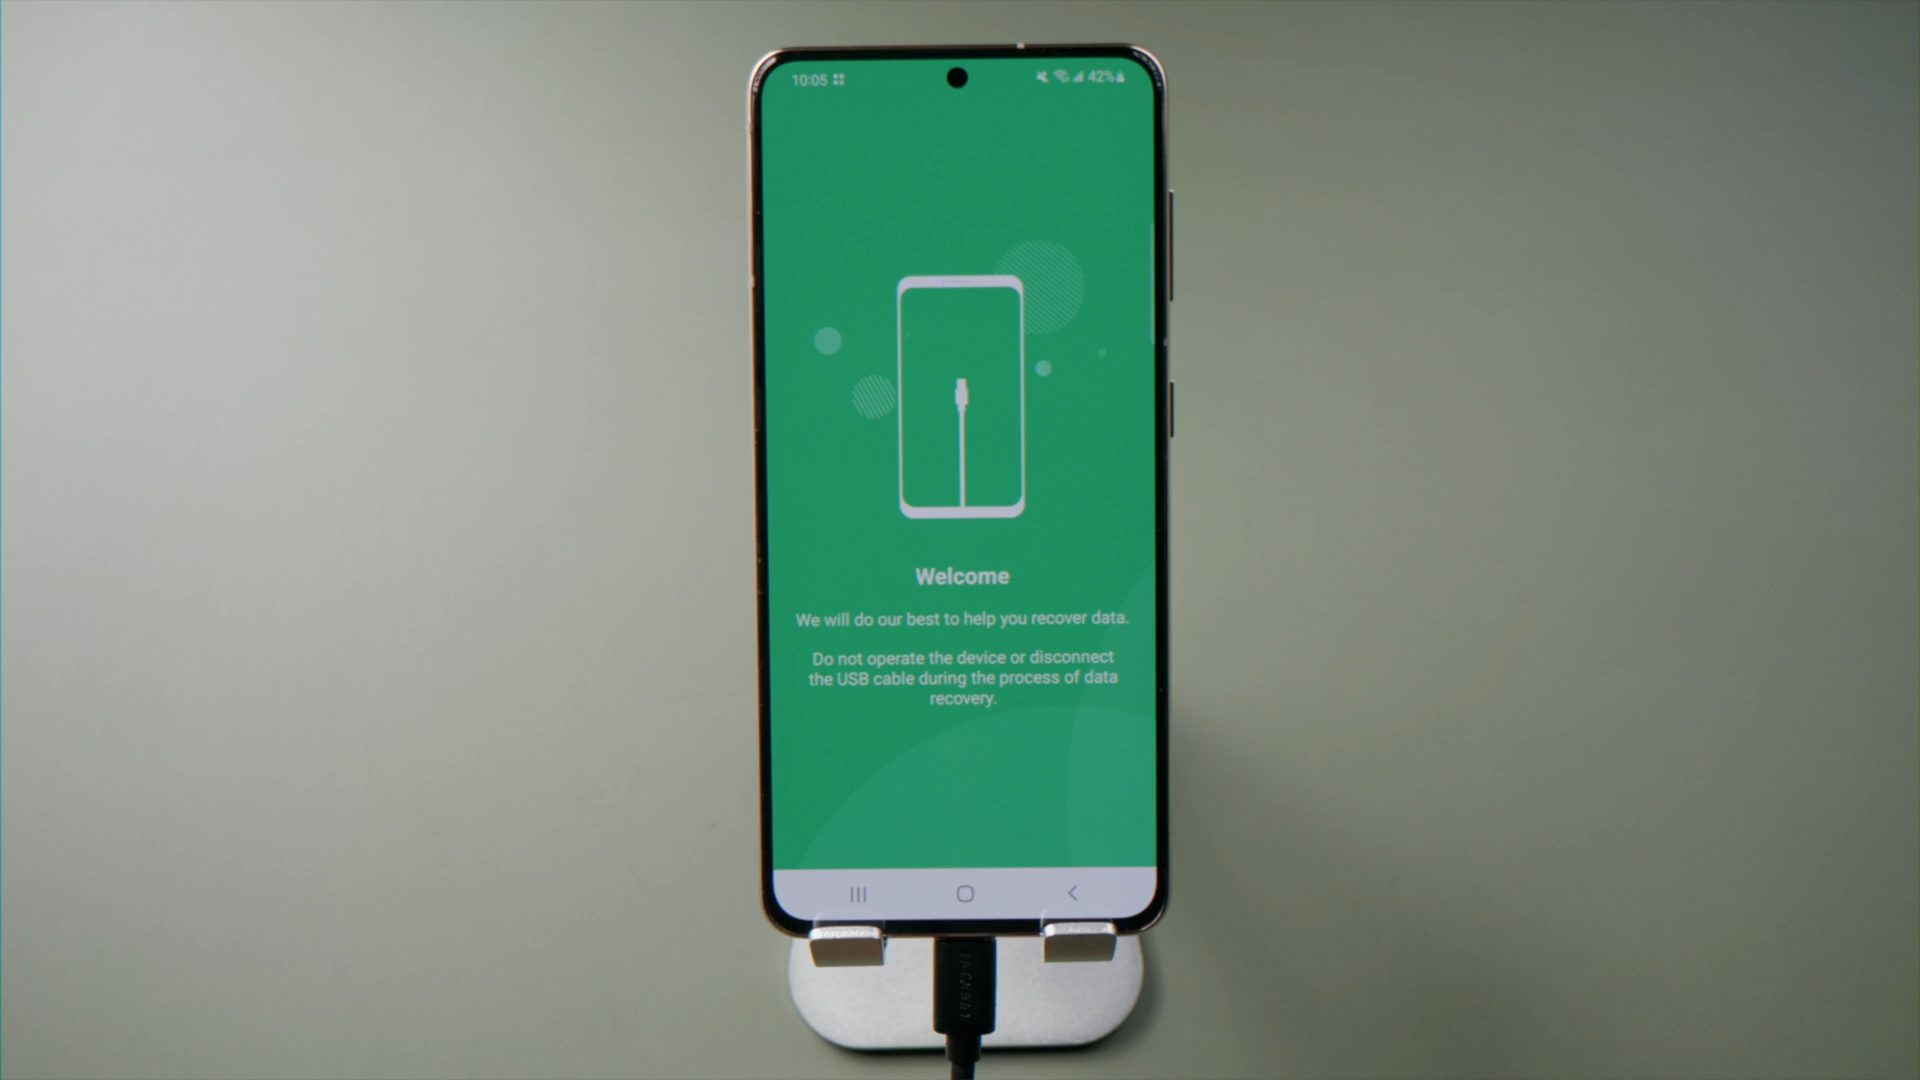 10:05
42%
Welcome
We will do our best to help you recover data.
Do not operate the device or disconnect
the USB cable during the process of data
recovery.